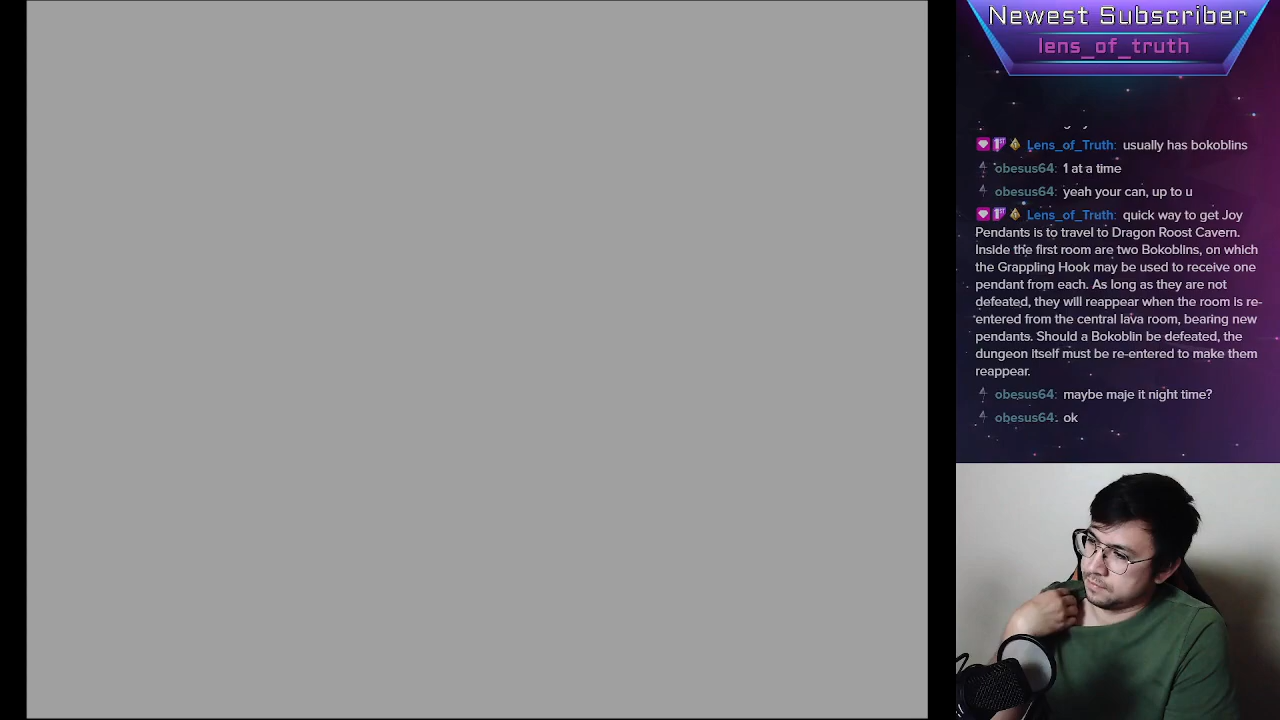 Newest Subscriber
lens_of_truth
Lens_of_Truth: usually has bokoblins
obesus64: 1 at a time
obesus64: yeah your can, up to u
Lens_of_Truth: quick way to get Joy
Pendants is to travel to Dragon Roost Cavern.
Inside the first room are two Bokoblins, on which
the Grappling Hook may be used to receive one
pendant from each. As long as they are not
defeated, they will reappear when the room is re-
entered from the central lava room, bearing new
pendants. Should a Bokoblin be defeated, the
dungeon itself must be re-entered to make them
reappear.
obesus64: maybe maje it night time?
obesus64: ok